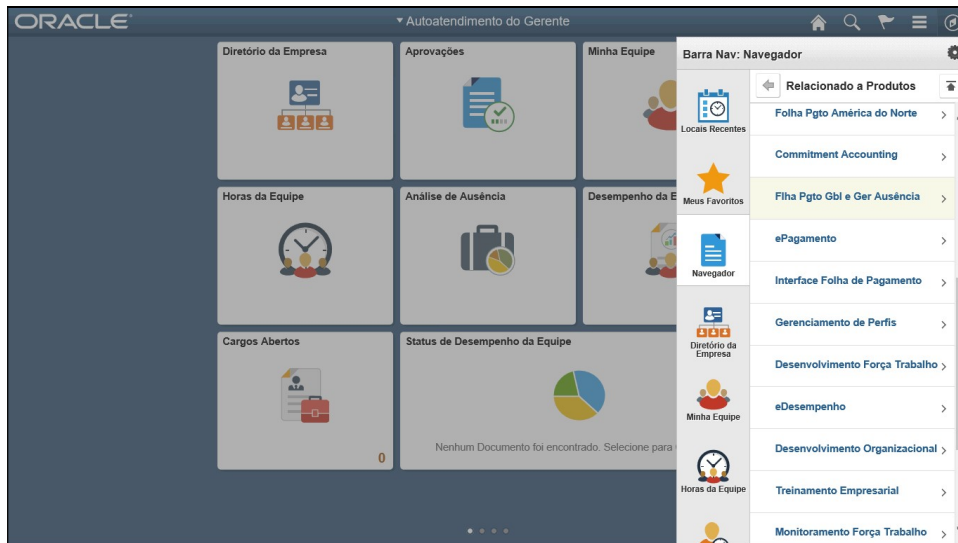 ORACLE
Autoatendimento do Gerente
Diretório da Empresa
Aprovações
Minha Equipe
Horas da Equipe
Análise de Ausência
Desempenho da E
Cargos Abertos
0
Status de Desempenho da Equipe
Nenhum Documento foi encontrado. Selecione para
Barra Nav: Navegador
Locais Recentes
Meus Favoritos
Navegador
Diretório da
Empresa
Minha Equipe
Horas da Equipe
Relacionado a Produtos
Folha Pgto América do Norte
Commitment Accounting
Flha Pgto Gbl e Ger Ausência
ePagamento
Interface Folha de Pagamento
Gerenciamento de Perfis
Desenvolvimento Força Trabalho
eDesempenho
Desenvolvimento Organizacional
Treinamento Empresarial
Monitoramento Força Trabalho